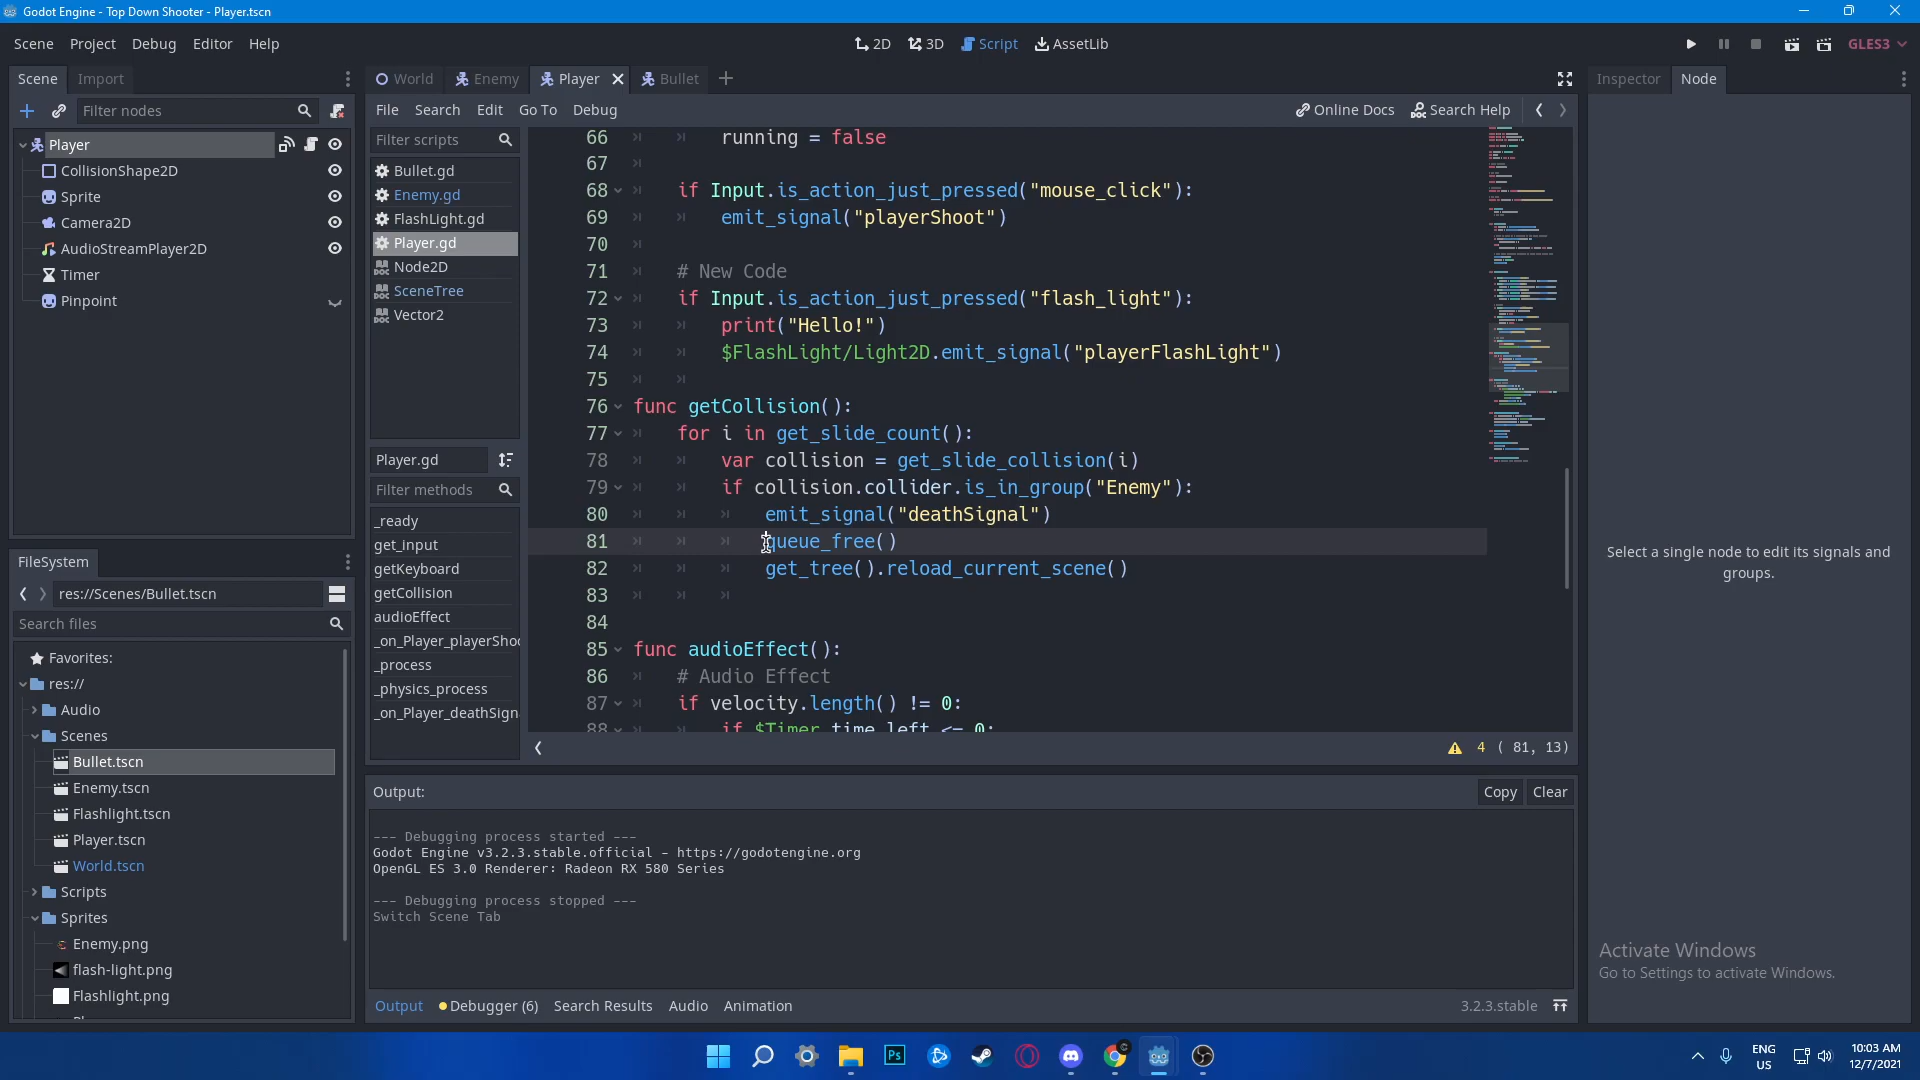 Godot Engine - Top Down Shooter - Player.tscn
Scene Project Debug Editor Help
2D 3D Script AssetLib
GLES3
Scene Import
Filter nodes
Player
CollisionShape2D
Sprite
Camera2D
AudioStreamPlayer2D
Timer
Pinpoint
FileSystem
res://Scenes/Bullet.tscn
Search files
Favorites:
res://
Audio
Scenes
Bullet.tscn
Enemy.tscn
Flashlight.tscn
Player.tscn
World.tscn
Scripts
Sprites
Enemy.png
flash-light.png
Flashlight.png
World Enemy Player Bullet
File Search Edit Go To Debug
Online Docs Search Help
Filter scripts
Bullet.gd
Enemy.gd
FlashLight.gd
Player.gd
Node2D
SceneTree
Vector2
Player.gd
Filter methods
_ready
get_input
getKeyboard
getCollision
audioEffect
_on_Player_playerShoo
_process
_physics_process
_on_Player_deathSign
66 running = false
67
68 if Input.is_action_just_pressed("mouse_click"):
69 emit_signal("playerShoot")
70
71 # New Code
72 if Input.is_action_just_pressed("flash_light"):
73 print("Hello!")
74 $FlashLight/Light2D.emit_signal("playerFlashLight")
75
76 func getCollision():
77 for i in get_slide_count():
78 var collision = get_slide_collision(i)
79 if collision.collider.is_in_group("Enemy"):
80 emit_signal("deathSignal")
81 queue_free()
82 get_tree().reload_current_scene()
83
84
85 func audioEffect():
86 # Audio Effect
87 if velocity.length() != 0:
88 if $Timer.time_left <= 0:
4 ( 81, 13)
Output:
Copy Clear
--- Debugging process started ---
Godot Engine v3.2.3.stable.official - https://godotengine.org
OpenGL ES 3.0 Renderer: Radeon RX 580 Series
--- Debugging process stopped ---
Switch Scene Tab
Output Debugger (6) Search Results Audio Animation
3.2.3.stable
Inspector Node
Select a single node to edit its signals and
groups.
Activate Windows
Go to Settings to activate Windows.
Ps
ENG
US
10:03 AM
12/7/2021